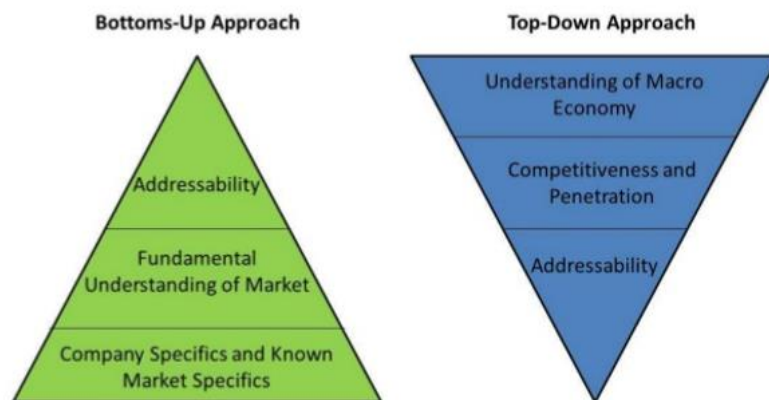 Bottoms-Up Approach
Addressability
Fundamental
Understanding of Market
Company Specifics and Known
Market Specifics
Top-Down Approach
Understanding of Macro
Economy
Competitiveness and
Penetration
Addressability